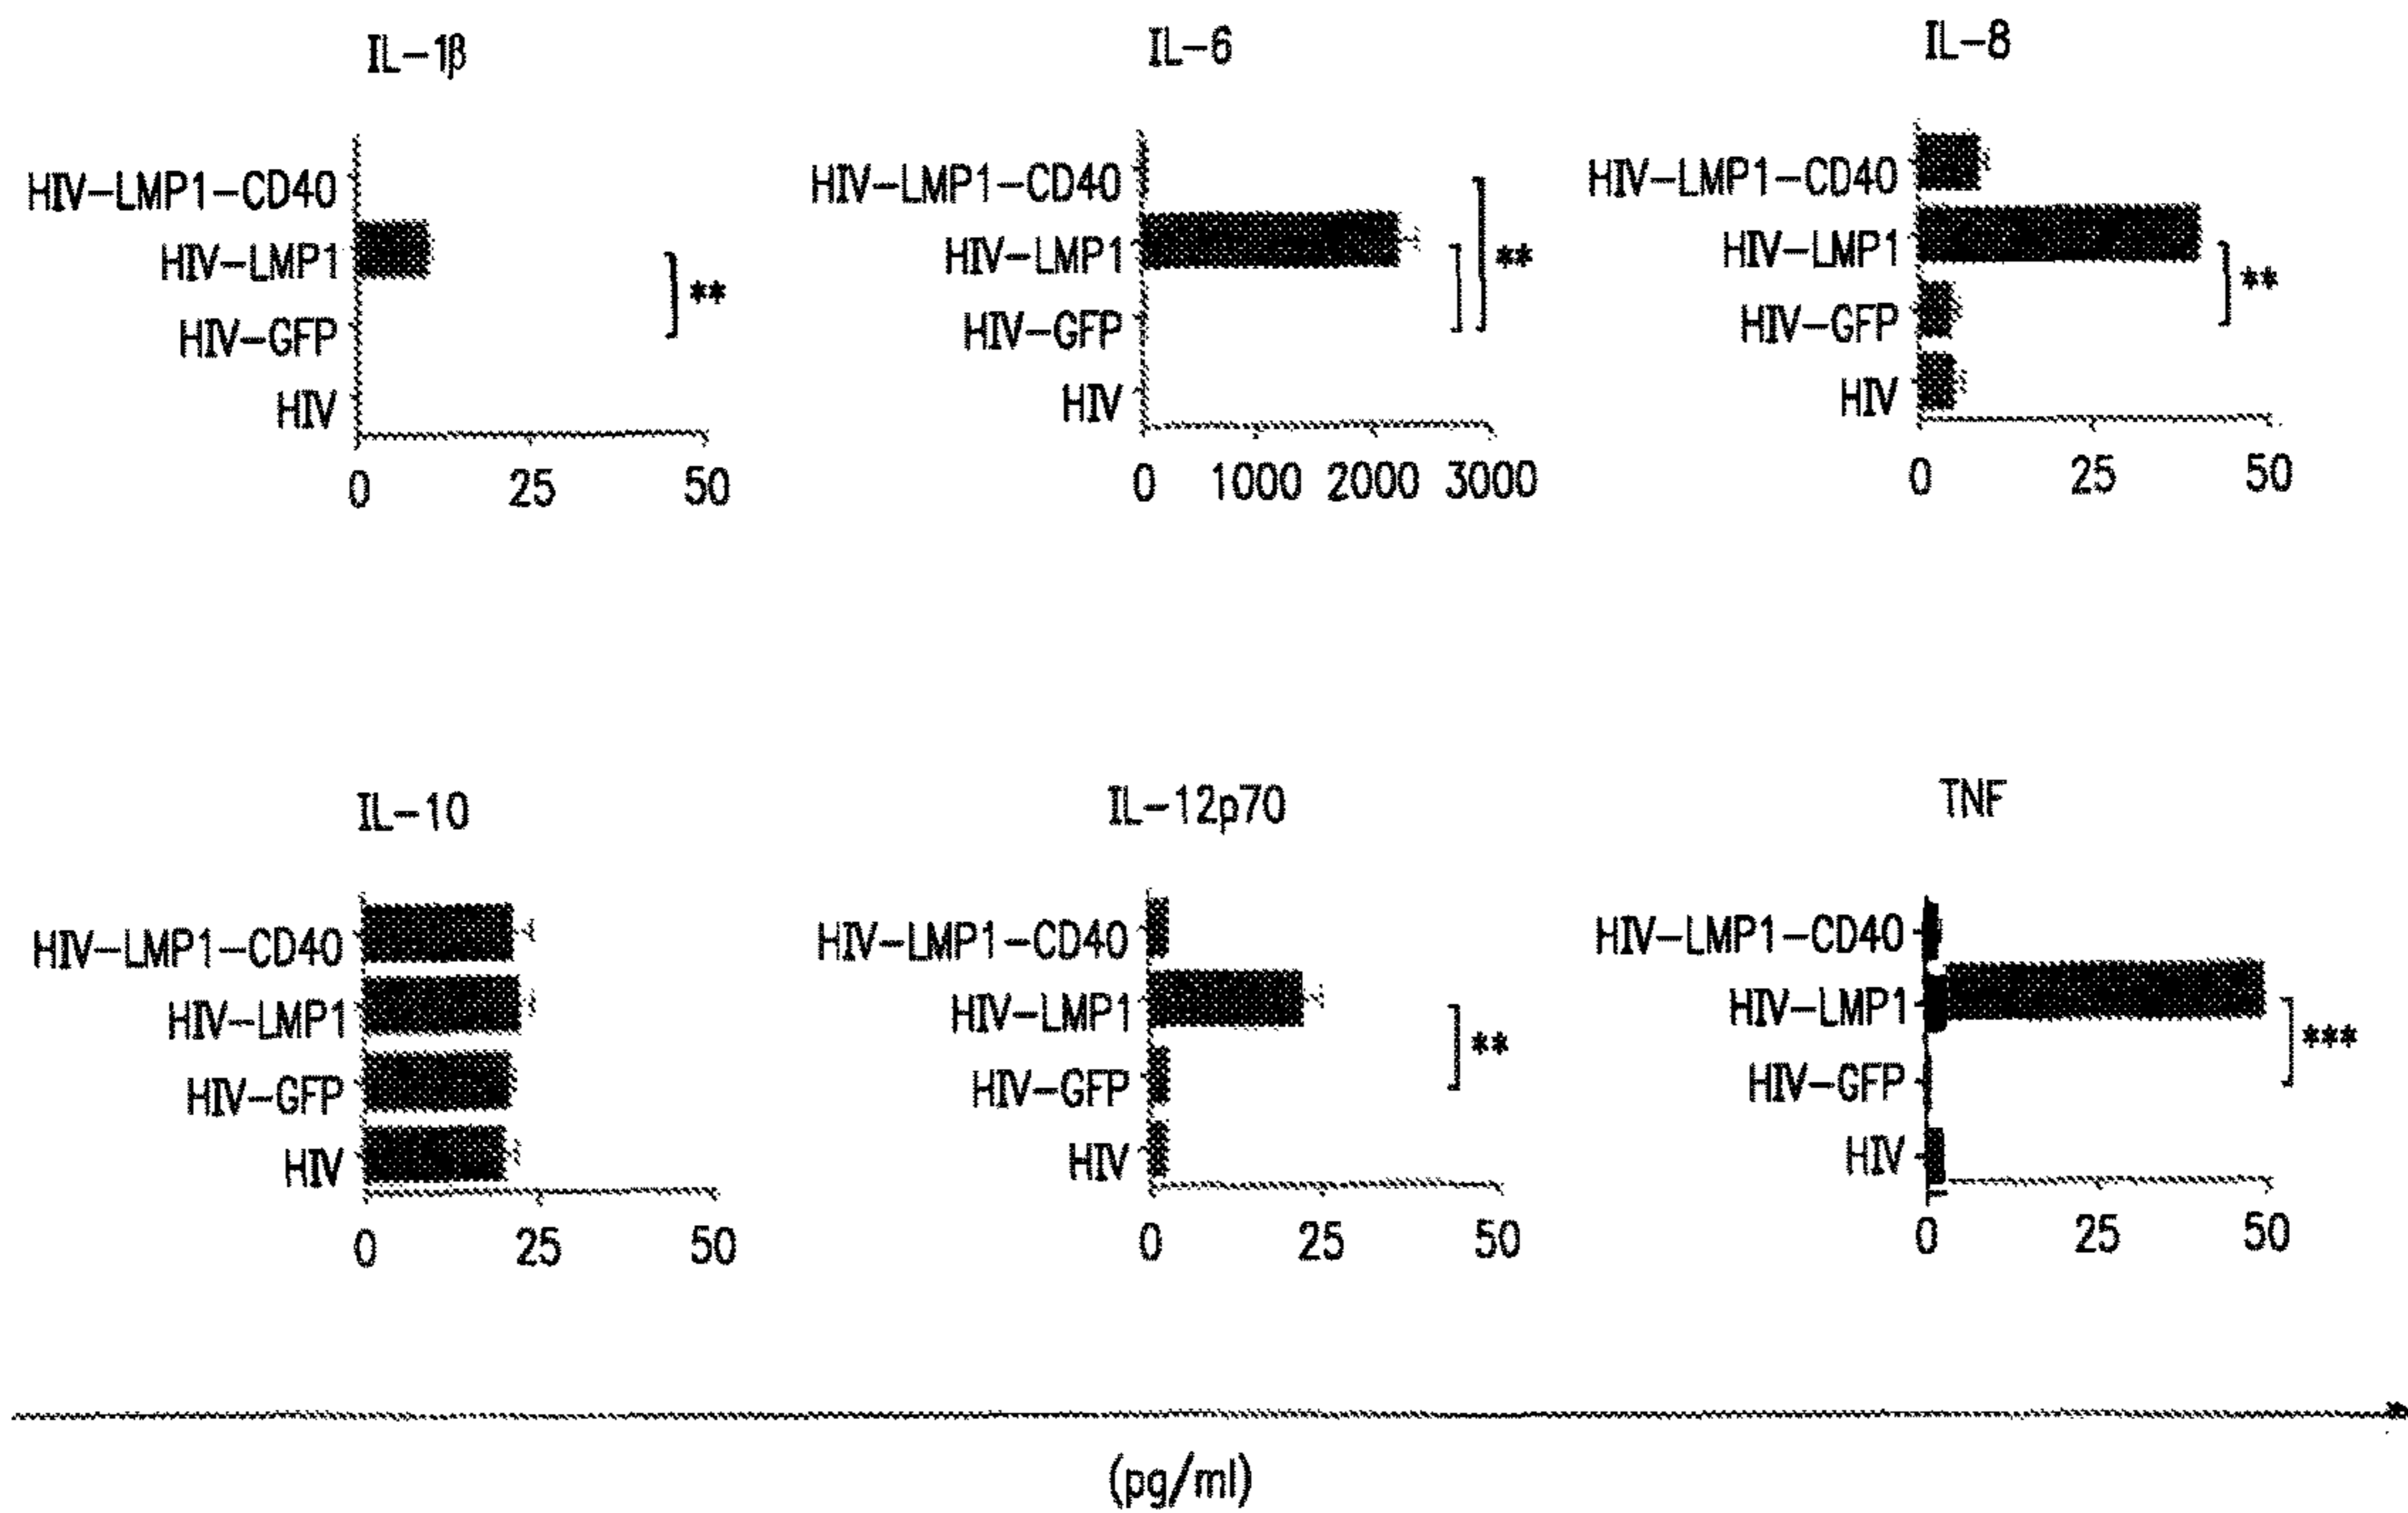 IL-1β
HIV-LMP1-CD40
HIV-LMP1
HIV-GFP
HIV
**
0 25 50
IL-6
HIV-LMP1-CD40
HIV-LMP1
HIV-GFP
HIV
**
0 1000 2000 3000
IL-8
HIV-LMP1-CD40
HIV-LMP1
HIV-GFP
HIV
**
0 25 50
IL-10
HIV-LMP1-CD40
HIV-LMP1
HIV-GFP
HIV
0 25 50
IL-12p70
HIV-LMP1-CD40
HIV-LMP1
HIV-GFP
HIV
**
0 25 50
TNF
HIV-LMP1-CD40
HIV-LMP1
HIV-GFP
HIV
***
0 25 50
(pg/ml)